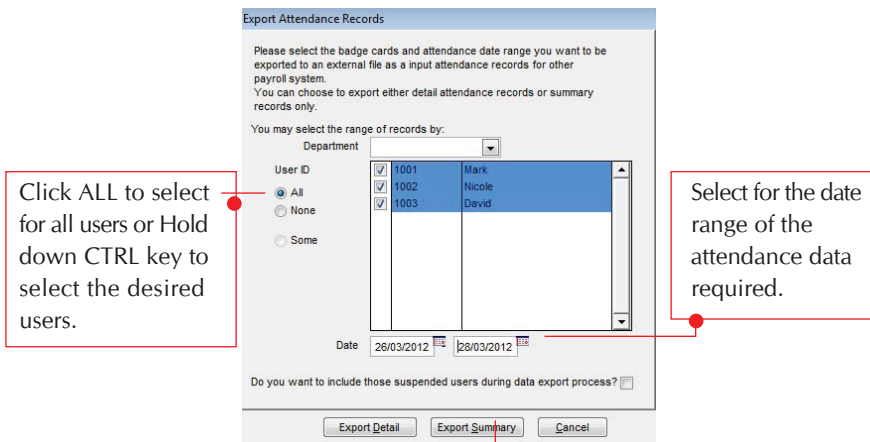 Export Attendance Records
Please select the badge cards and attendance date range you want to be
exported to an external file as a input attendance records for other
payroll system.
You can choose to export either detail attendance records or summary
records only.
You may select the range of records by:
Department
User ID
All
None
Some
1001 Mark
1002 Nicole
1003 David
Click ALL to select
for all users or Hold
down CTRL key to
select the desired
users.
Select for the date
range of the
attendance data
required.
Date 26/03/2012 28/03/2012
Do you want to include those suspended users during data export process?
Export Detail Export Summary Cancel